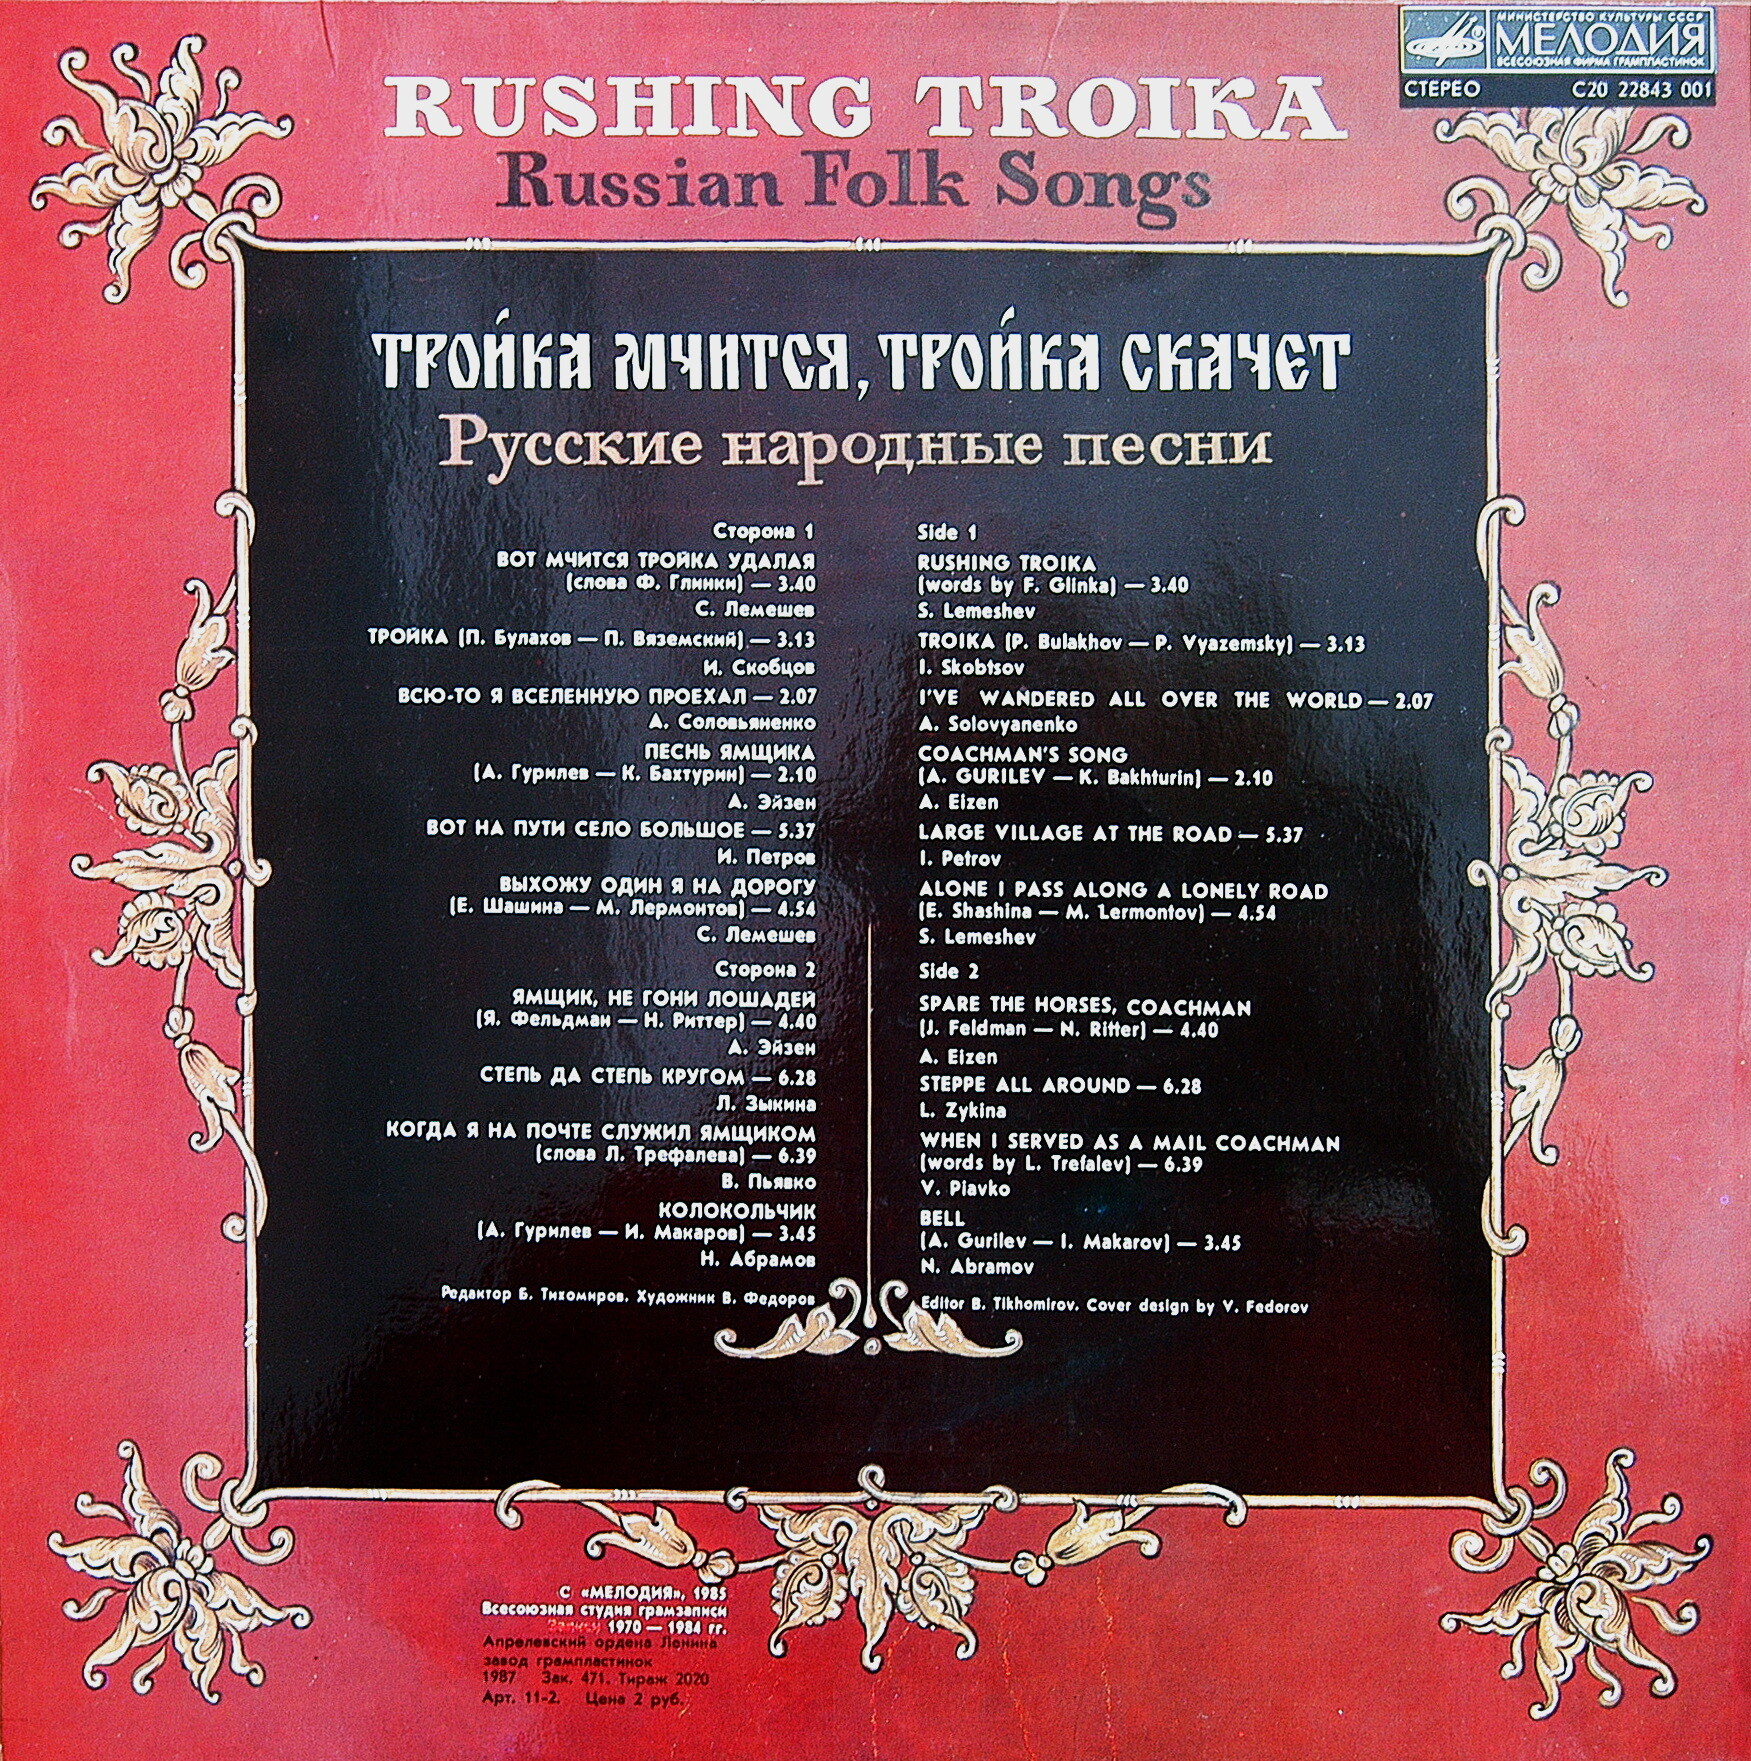 МИНИСТЕРСТВО КУЛЬТУРЫ СССР
МЕЛОДИЯ
ВСЕСОЮЗНАЯ ФИРМА ГРАМПЛАСТИНОК
СТЕРЕО C20 22843 001
RUSHING TROIKA
Russian Folk Songs
ТРОЙКА МЧИТСЯ, ТРОЙКА СКАЧЕТ
Русские народные песни
Сторона 1
ВОТ МЧИТСЯ ТРОЙКА УДАЛАЯ
(слова Ф. Глинки) — 3.40
С. Лемешев
ТРОЙКА (П. Булахов — П. Вяземский) — 3.13
И. Скобцов
ВСЮ-ТО Я ВСЕЛЕННУЮ ПРОЕХАЛ — 2.07
А. Соловьяненко
ПЕСНЬ ЯМЩИКА
(А. Гурилев — К. Бахтурин) — 2.10
А. Эйзен
ВОТ НА ПУТИ СЕЛО БОЛЬШОЕ — 5.37
И. Петров
ВЫХОЖУ ОДИН Я НА ДОРОГУ
(Е. Шашина — М. Лермонтов) — 4.54
С. Лемешев
Сторона 2
ЯМЩИК, НЕ ГОНИ ЛОШАДЕЙ
(Я. Фельдман — Н. Риттер) — 4.40
А. Эйзен
СТЕПЬ ДА СТЕПЬ КРУГОМ — 6.28
Л. Зыкина
КОГДА Я НА ПОЧТЕ СЛУЖИЛ ЯМЩИКОМ
(слова Л. Трефалева) — 6.39
В. Пьявко
КОЛОКОЛЬЧИК
(А. Гурилев — И. Макаров) — 3.45
Н. Абрамов
Редактор Б. Тихомиров. Художник В. Федоров
Side 1
RUSHING TROIKA
(words by F. Glinka) — 3.40
S. Lemeshev
TROIKA (P. Bulakhov — P. Vyazemsky) — 3.13
I. Skobtsov
I'VE WANDERED ALL OVER THE WORLD — 2.07
A. Solovyanenko
COACHMAN'S SONG
(A. GURILEV — K. Bakhturin) — 2.10
A. Eizen
LARGE VILLAGE AT THE ROAD — 5.37
I. Petrov
ALONE I PASS ALONG A LONELY ROAD
(E. Shashina — M. Lermontov) — 4.54
S. Lemeshev
Side 2
SPARE THE HORSES, COACHMAN
(J. Feldman — N. Ritter) — 4.40
A. Eizen
STEPPE ALL AROUND — 6.28
L. Zykina
WHEN I SERVED AS A MAIL COACHMAN
(words by L. Trefalev) — 6.39
V. Piavko
BELL
(A. Gurilev — I. Makarov) — 3.45
N. Abramov
Editor B. Tikhomirov. Cover design by V. Fedorov
С «МЕЛОДИЯ», 1985
Всесоюзная студия грамзаписи
Записи 1970 — 1984 гг.
Апрелевский ордена Ленина
завод грампластинок
1987 Зак. 471. Тираж 2020
Арт. 11-2. Цена 2 руб.